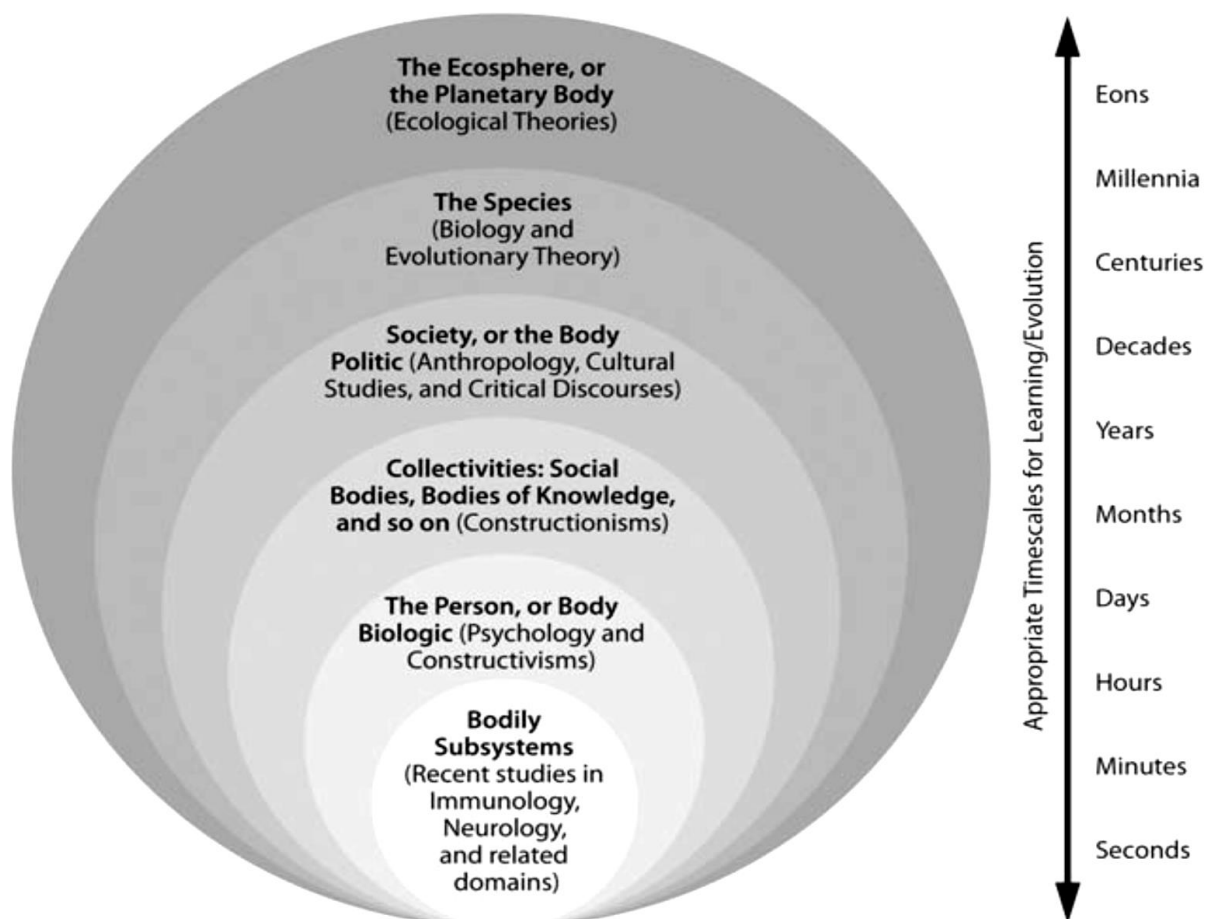 The Ecosphere, or
the Planetary Body
(Ecological Theories)
The Species
(Biology and
Evolutionary Theory)
Society, or the Body
Politic (Anthropology, Cultural
Studies, and Critical Discourses)
Collectivities: Social
Bodies, Bodies of Knowledge,
and so on (Constructionisms)
The Person, or Body
Biologic (Psychology and
Constructivisms)
Bodily
Subsystems
(Recent studies in
Immunology,
Neurology,
and related
domains)
Appropriate Timescales for Learning/Evolution
Eons
Millennia
Centuries
Decades
Years
Months
Days
Hours
Minutes
Seconds